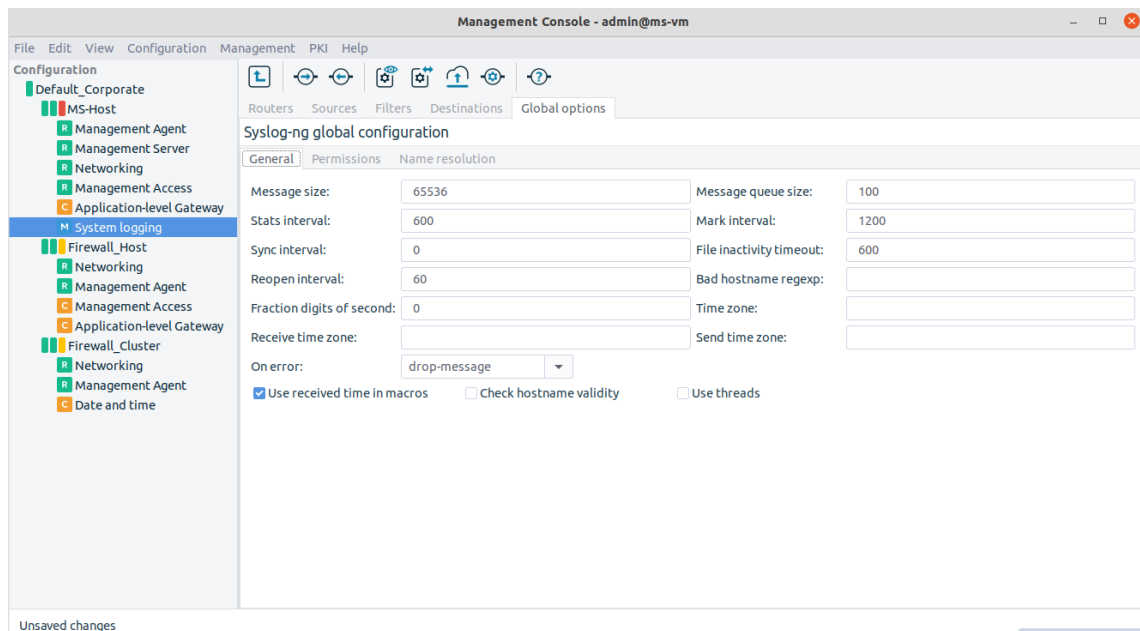 Management Console - admin@ms-vm
File Edit View Configuration Management PKI Help
Configuration
Default_Corporate
MS-Host
R Management Agent
R Management Server
R Networking
R Management Access
C Application-level Gateway
M System logging
Firewall_Host
R Networking
R Management Agent
C Management Access
C Application-level Gateway
Firewall_Cluster
R Networking
R Management Agent
C Date and time
Routers Sources Filters Destinations Global options
Syslog-ng global configuration
General Permissions Name resolution
Message size: 65536 Message queue size: 100
Stats interval: 600 Mark interval: 1200
Sync interval: 0 File inactivity timeout: 600
Reopen interval: 60 Bad hostname regexp:
Fraction digits of second: 0 Time zone:
Receive time zone: Send time zone:
On error: drop-message
Use received time in macros Check hostname validity Use threads
Unsaved changes